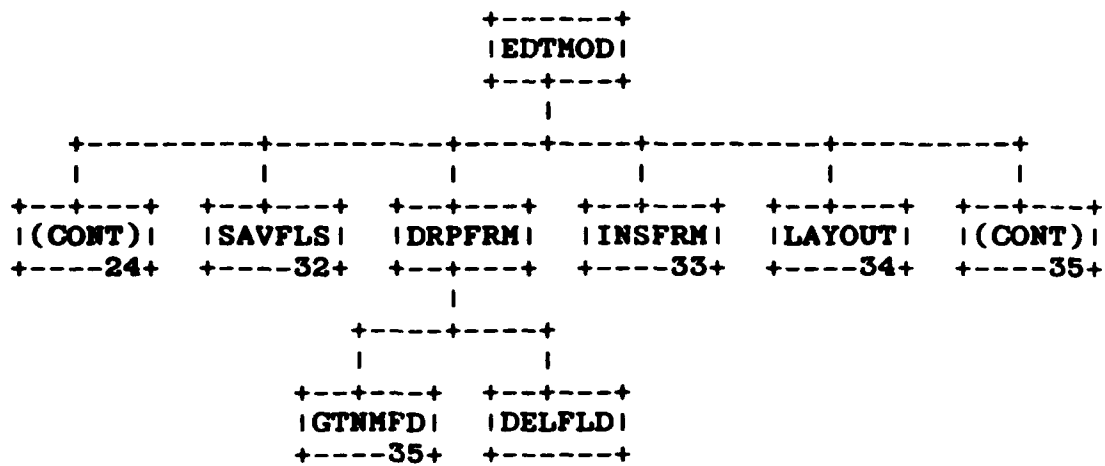 +-------+
|EDTMOD|
+---+---+
|
+---------+---------+----+----+---------+---------+
| | | | |
+--+----+ +--+----+ +--+----+ +--+----+ +--+----+ +--+----+
|(CONT)| |SAVFLS| |DRPFRM| |INSFRM| |LAYOUT| |(CONT)|
+----24+ +----32+ +--+----+ +----33+ +----34+ +----35+
|
+----+----+
| |
+--+----+ +--+----+
|GTNMFD| |DELFLD|
+----35+ +------+